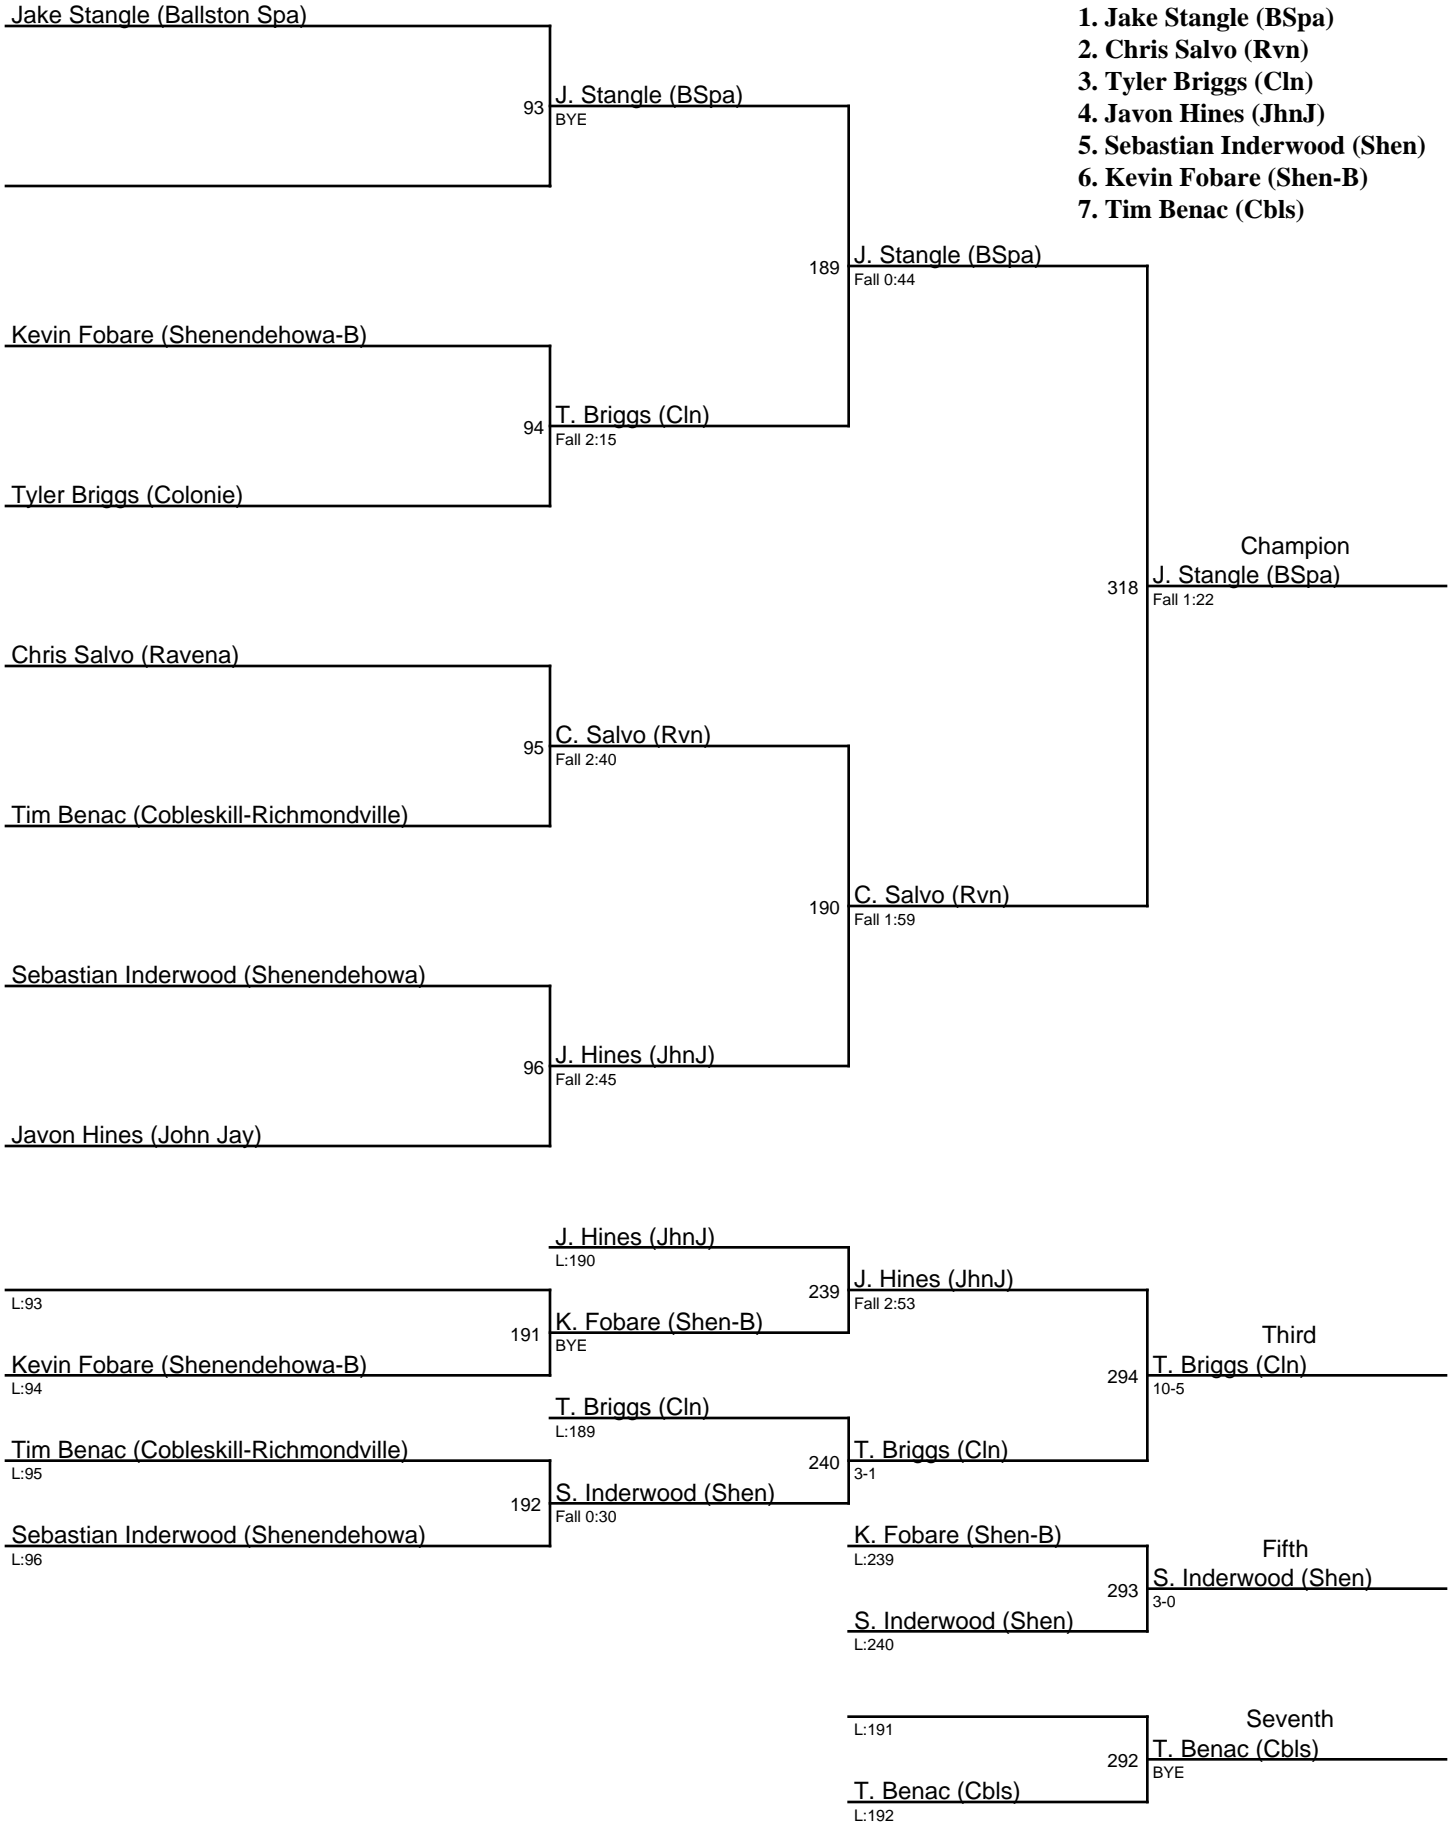 Jake Stangle (Ballston Spa)
1. Jake Stangle (BSpa)
2. Chris Salvo (Rvn)
3. Tyler Briggs (Cln)
4. Javon Hines (JhnJ)
5. Sebastian Inderwood (Shen)
6. Kevin Fobare (Shen-B)
7. Tim Benac (Cbls)
93
J. Stangle (BSpa)
BYE
189
J. Stangle (BSpa)
Fall 0:44
Kevin Fobare (Shenendehowa-B)
94
T. Briggs (Cln)
Fall 2:15
Tyler Briggs (Colonie)
Champion
318
J. Stangle (BSpa)
Fall 1:22
Chris Salvo (Ravena)
95
C. Salvo (Rvn)
Fall 2:40
Tim Benac (Cobleskill-Richmondville)
190
C. Salvo (Rvn)
Fall 1:59
Sebastian Inderwood (Shenendehowa)
96
J. Hines (JhnJ)
Fall 2:45
Javon Hines (John Jay)
J. Hines (JhnJ)
L:190
239
J. Hines (JhnJ)
Fall 2:53
L:93
191
K. Fobare (Shen-B)
BYE
Kevin Fobare (Shenendehowa-B)
L:94
Third
294
T. Briggs (Cln)
10-5
T. Briggs (Cln)
L:189
Tim Benac (Cobleskill-Richmondville)
L:95
240
T. Briggs (Cln)
3-1
192
S. Inderwood (Shen)
Fall 0:30
Sebastian Inderwood (Shenendehowa)
L:96
K. Fobare (Shen-B)
L:239
Fifth
293
S. Inderwood (Shen)
3-0
S. Inderwood (Shen)
L:240
L:191
Seventh
292
T. Benac (Cbls)
BYE
T. Benac (Cbls)
L:192